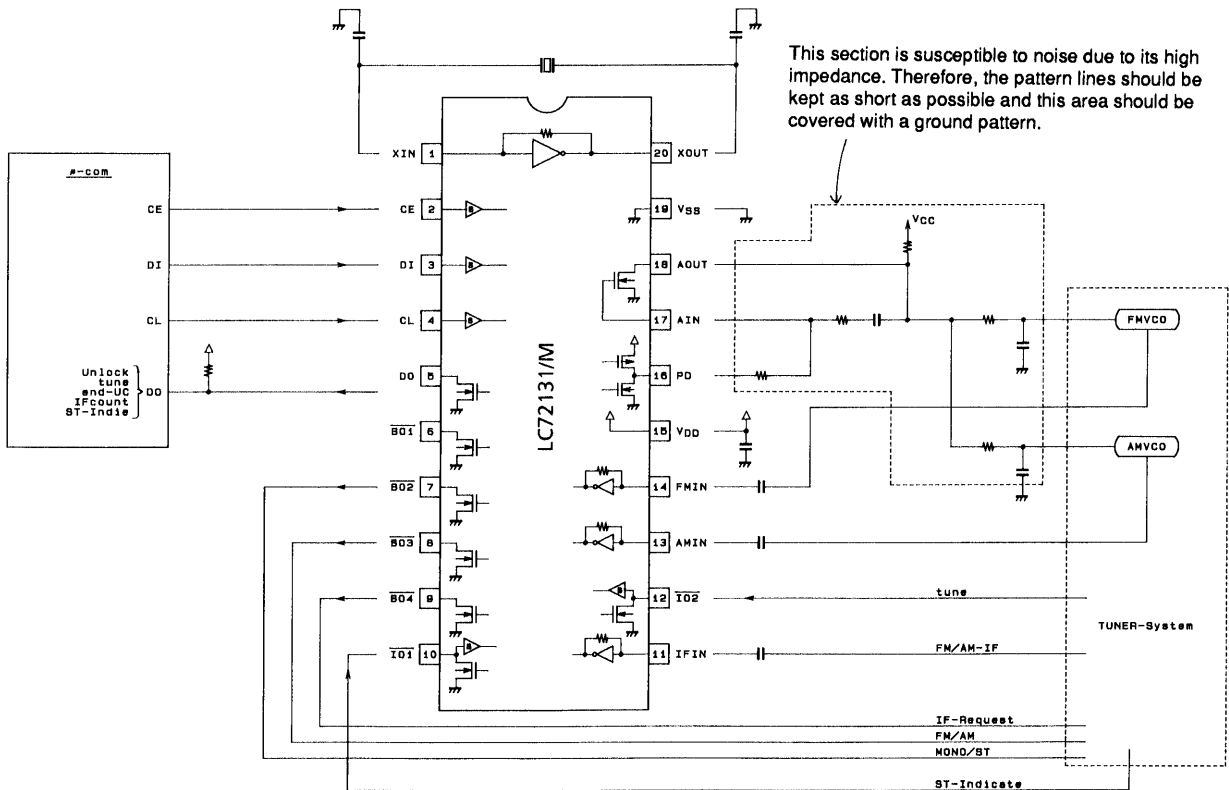 This section is susceptible to noise due to its high
impedance. Therefore, the pattern lines should be
kept as short as possible and this area should be
covered with a ground pattern.
μ-com
CE
DI
CL
Unlock
tune
end-UC
IFcount
ST-Indie
DO
XIN 1
CE 2
DI 3
CL 4
DO 5
BO1 6
BO2 7
BO3 8
BO4 9
IO1 10
S
S
S
S
S
LC72131/M
20 XOUT
19 VSS
18 AOUT
17 AIN
16 PD
15 VDD
14 FMIN
13 AMIN
12 IO2
11 IFIN
VCC
FMVCO
AMVCO
tune
TUNER-System
FM/AM-IF
IF-Request
FM/AM
MONO/ST
ST-Indicate